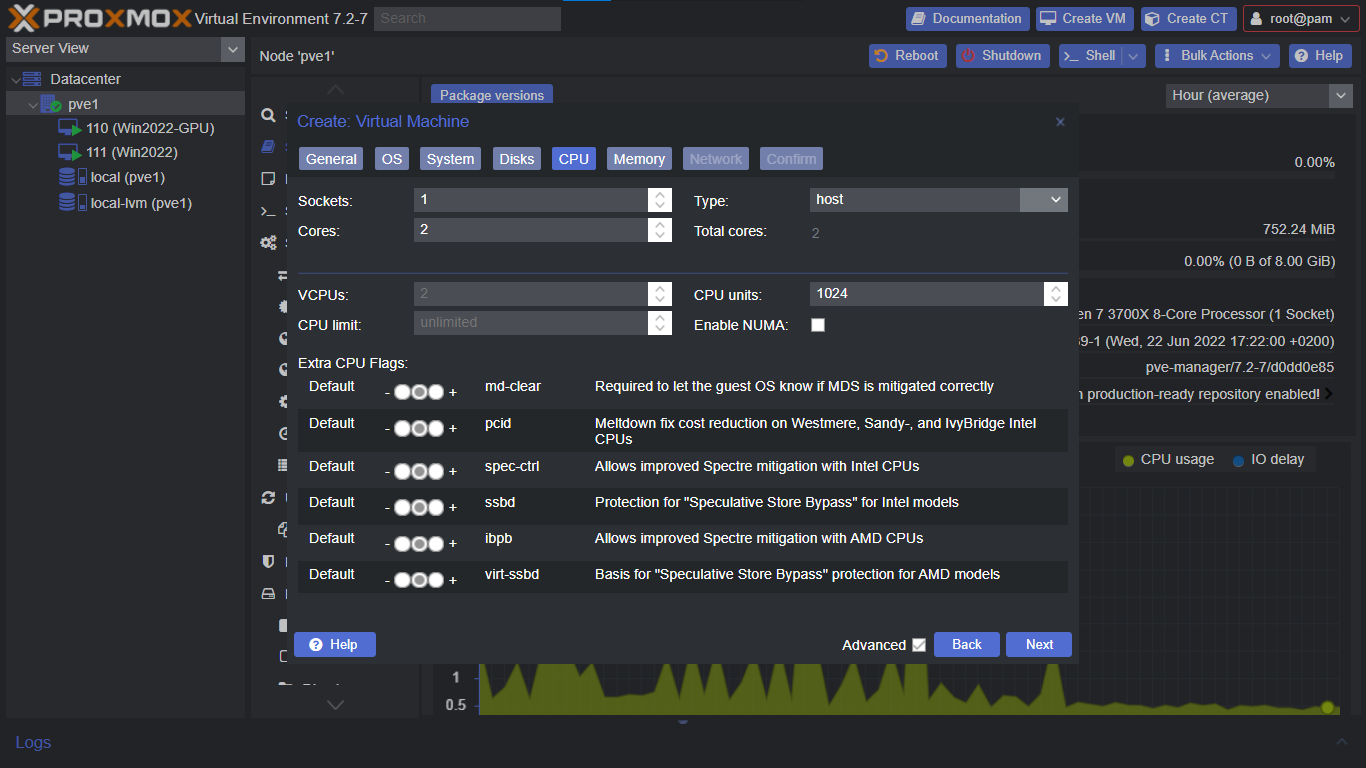 PROXMOX Virtual Environment 7.2-7 Search Documentation Create VM Create CT root@pam
Server View
Datacenter
pve1
110 (Win2022-GPU)
111 (Win2022)
local (pve1)
local-lvm (pve1)
Node 'pve1' Reboot Shutdown Shell Bulk Actions Help
Package versions Hour (average)
Create: Virtual Machine
General OS System Disks CPU Memory Network Confirm
Sockets: 1 Type: host
Cores: 2 Total cores: 2
VCPUs: 2 CPU units: 1024
CPU limit: unlimited Enable NUMA:
Extra CPU Flags:
Default - + md-clear Required to let the guest OS know if MDS is mitigated correctly
Default - + pcid Meltdown fix cost reduction on Westmere, Sandy-, and IvyBridge Intel
CPUs
Default - + spec-ctrl Allows improved Spectre mitigation with Intel CPUs
Default - + ssbd Protection for "Speculative Store Bypass" for Intel models
Default - + ibpb Allows improved Spectre mitigation with AMD CPUs
Default - + virt-ssbd Basis for "Speculative Store Bypass" protection for AMD models
Help Advanced Back Next
0.00%
752.24 MiB
0.00% (0 B of 8.00 GiB)
en 7 3700X 8-Core Processor (1 Socket)
9-1 (Wed, 22 Jun 2022 17:22:00 +0200)
pve-manager/7.2-7/d0dd0e85
production-ready repository enabled!
CPU usage IO delay
1
0.5
Logs